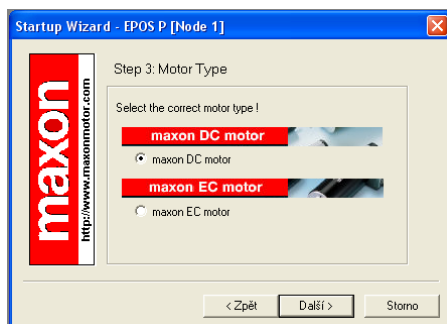 Startup Wizard - EPOS P [Node 1]
maxon
http://www.maxonmotor.com
Step 3: Motor Type
Select the correct motor type !
maxon DC motor
maxon DC motor
maxon EC motor
maxon EC motor
< Zpět
Další >
Storno